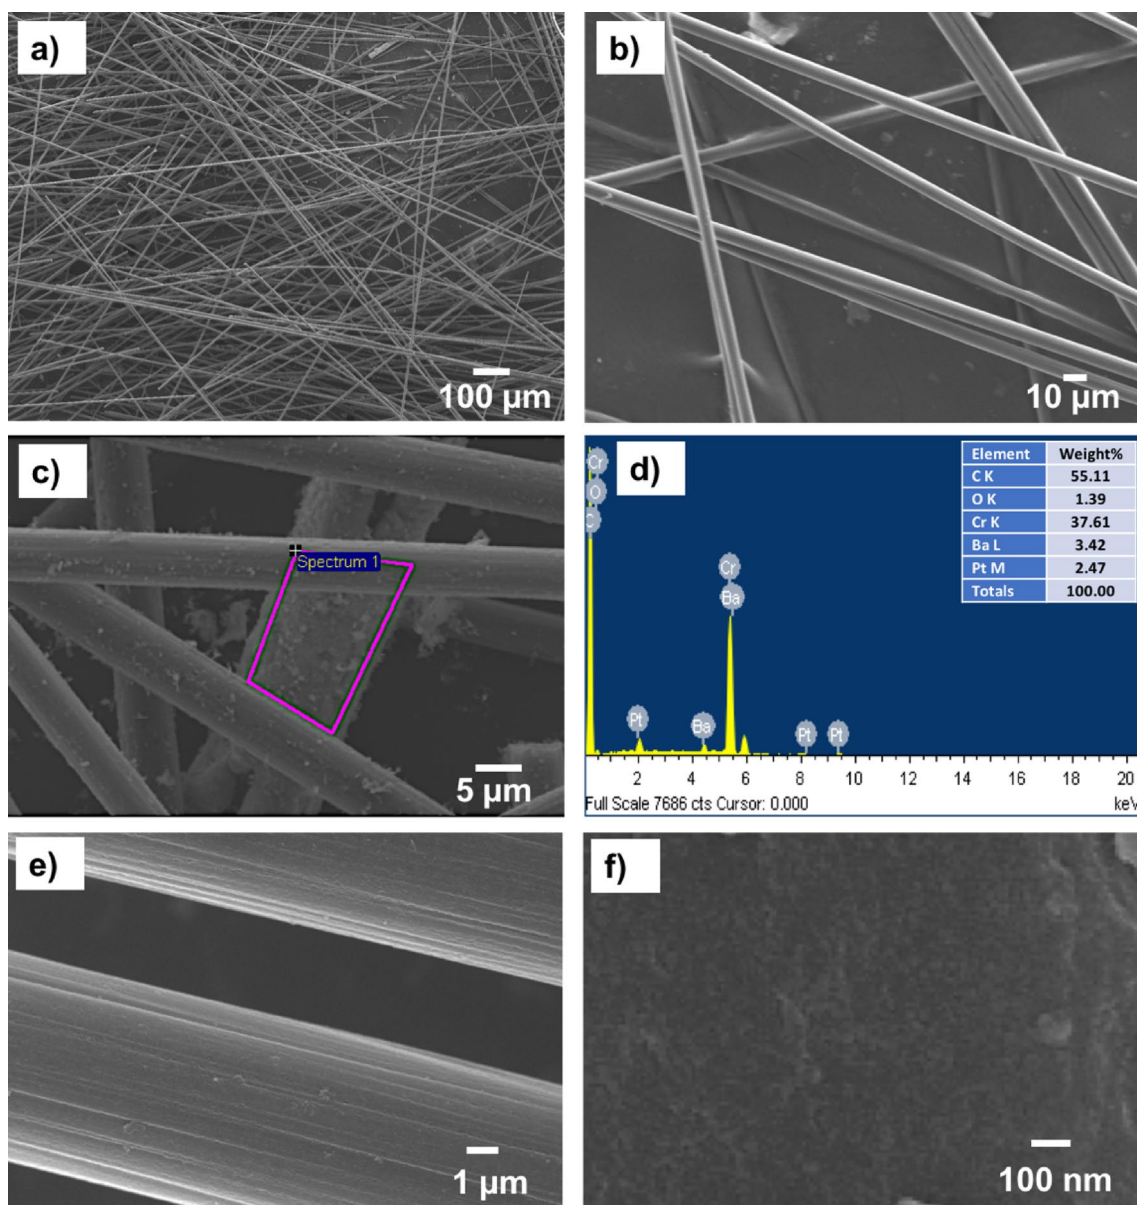 a)
100 µm
b)
10 µm
c)
Spectrum 1
5 µm
d)
Element Weight%
C K 55.11
O K 1.39
Cr K 37.61
Ba L 3.42
Pt M 2.47
Totals 100.00
Cr
O
C
Cr
Ba
Pt
Ba
Pt
Pt
2 4 6 8 10 12 14 16 18 20
Full Scale 7686 cts Cursor: 0.000
keV
e)
1 µm
f)
100 nm